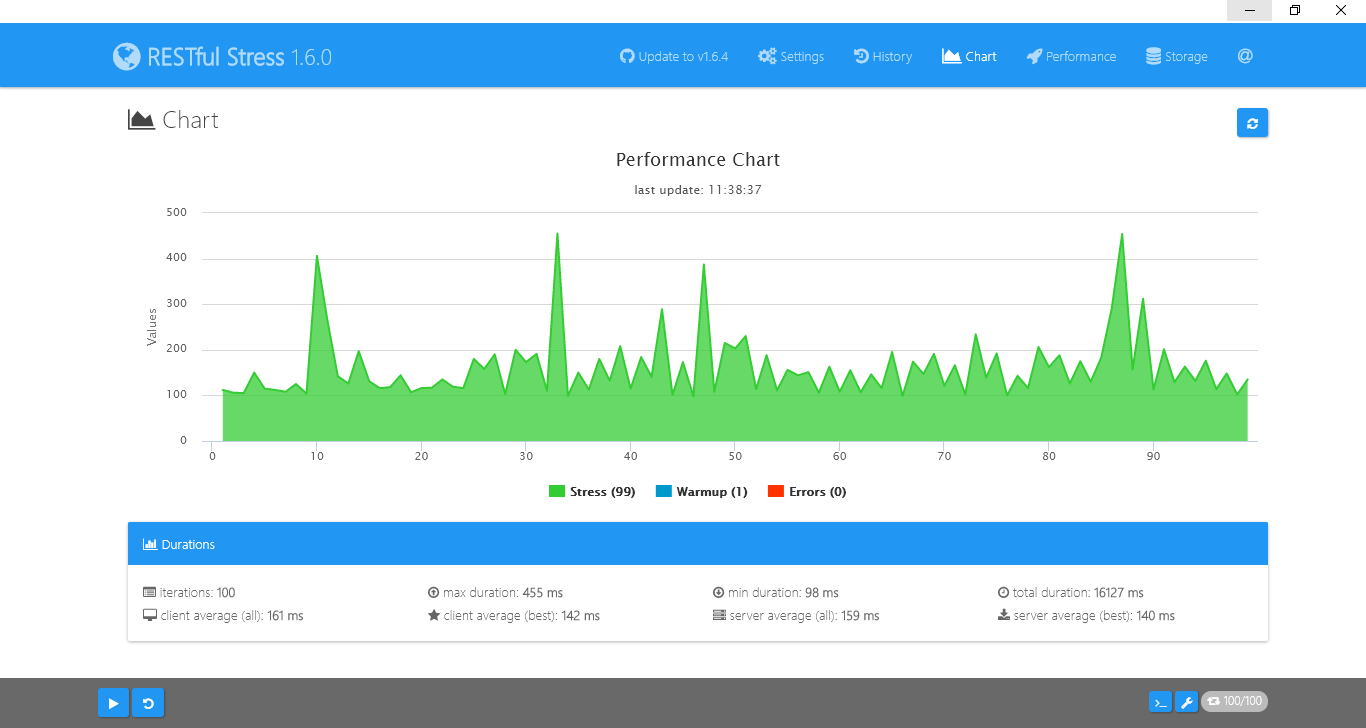 RESTful Stress 1.6.0
Update to v1.6.4 Settings History Chart Performance Storage @
Chart
Performance Chart
last update: 11:38:37
Values
500
400
300
200
100
0
0 10 20 30 40 50 60 70 80 90
Stress (99) Warmup (1) Errors (0)
Durations
iterations: 100 max duration: 455 ms min duration: 98 ms total duration: 16127 ms
client average (all): 161 ms client average (best): 142 ms server average (all): 159 ms server average (best): 140 ms
100/100